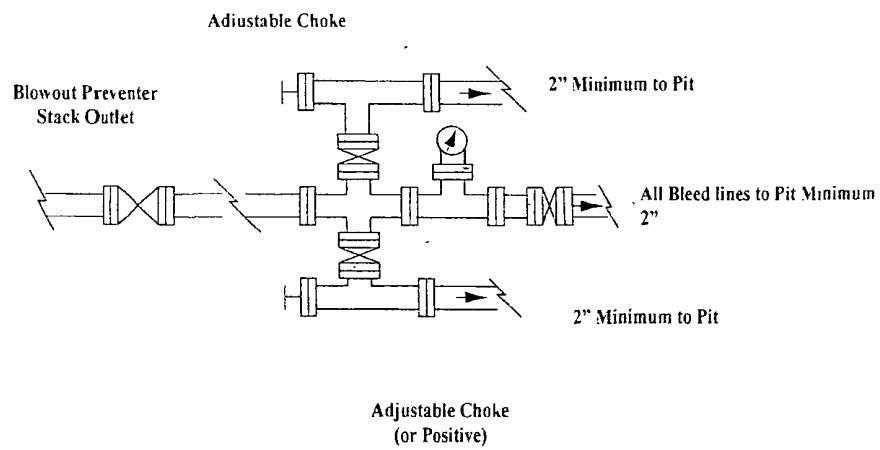 Adjustable Choke
Blowout Preventer
Stack Outlet
2” Minimum to Pit
All Bleed lines to Pit Minimum
2”
2” Minimum to Pit
Adjustable Choke
(or Positive)